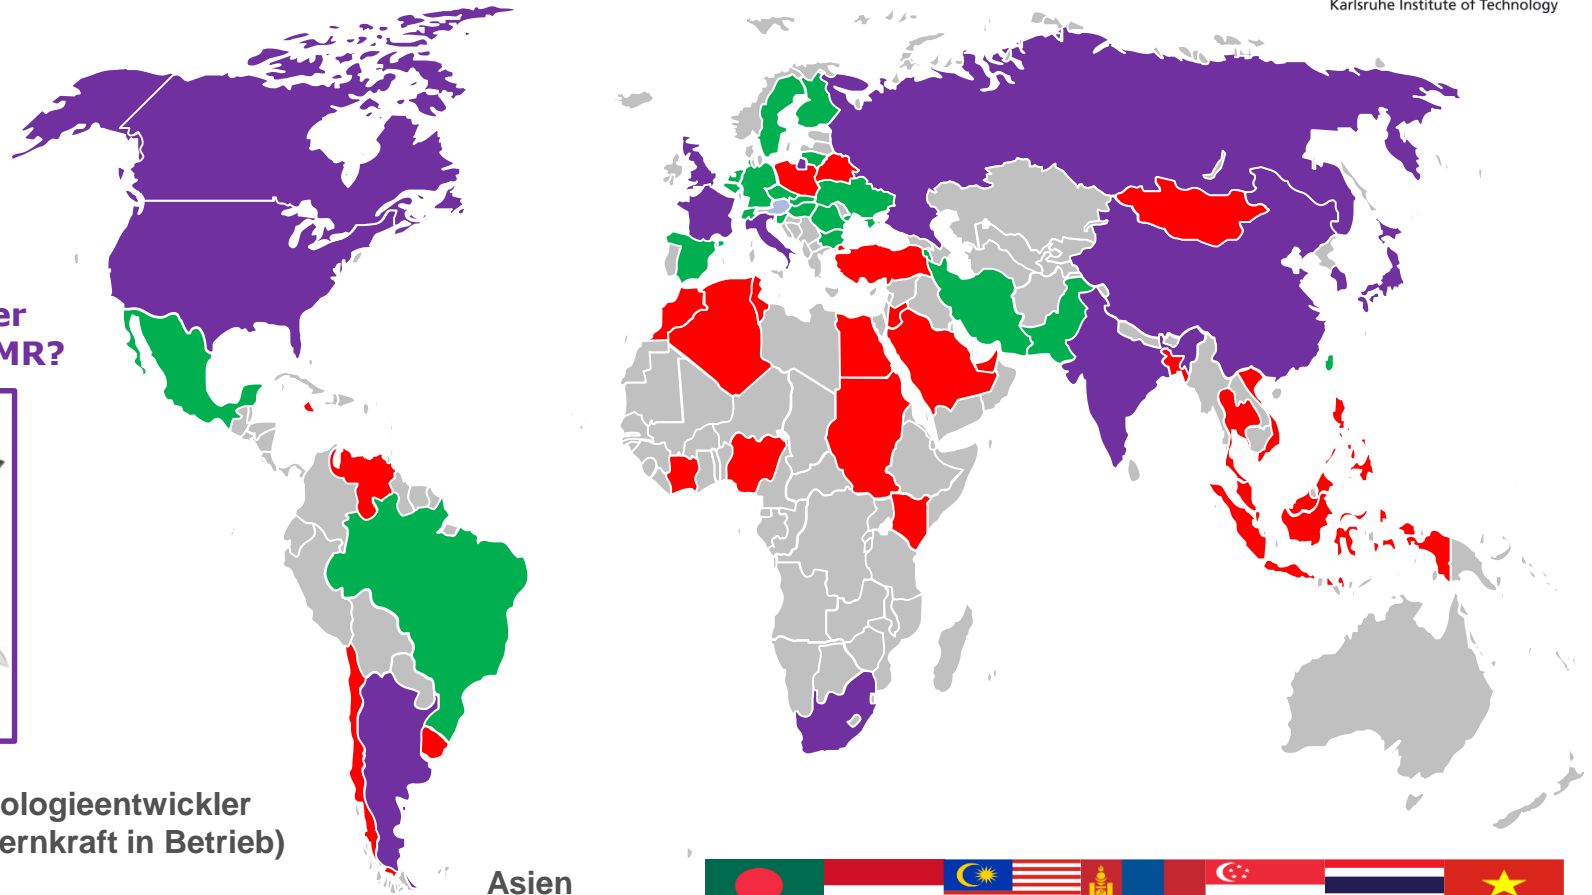 Karlsruhe Institute of Technology
er
MR?
ologieentwickler
ernkraft in Betrieb)
Asien